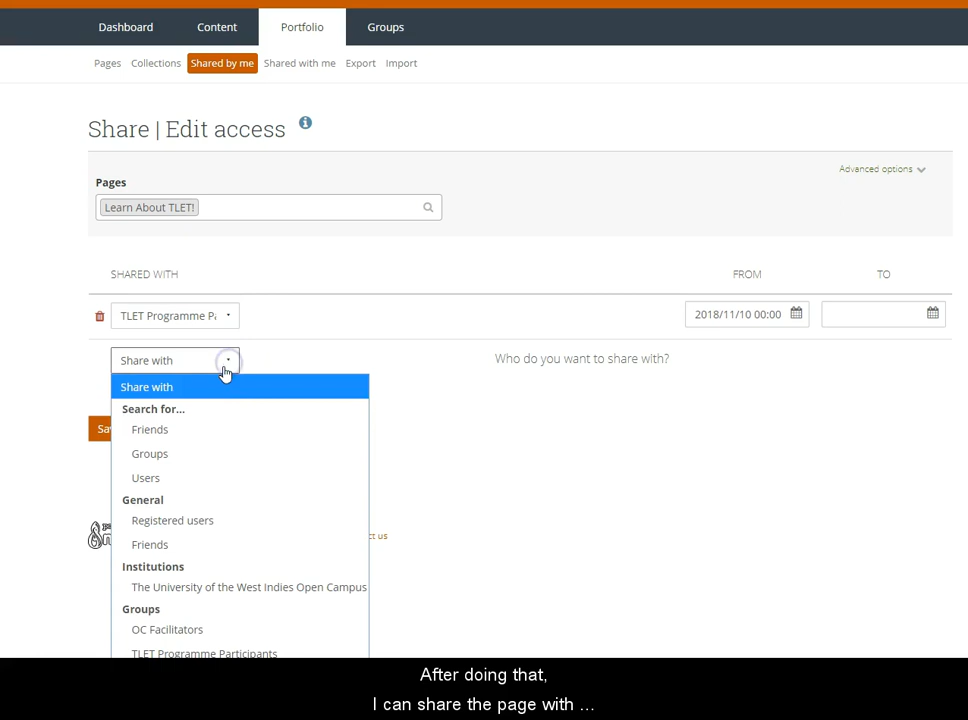 Dashboard Content Portfolio Groups
Pages Collections Shared by me Shared with me Export Import
Share | Edit access
Advanced options
Pages
Learn About TLET!
SHARED WITH FROM TO
TLET Programme Pa 2018/11/10 00:00
Share with Who do you want to share with?
Share with
Search for...
Friends
Sa
Groups
Users
General
Registered users
ct us
Friends
Institutions
The University of the West Indies Open Campus
Groups
OC Facilitators
TLET Programme Participants
After doing that,
I can share the page with ...